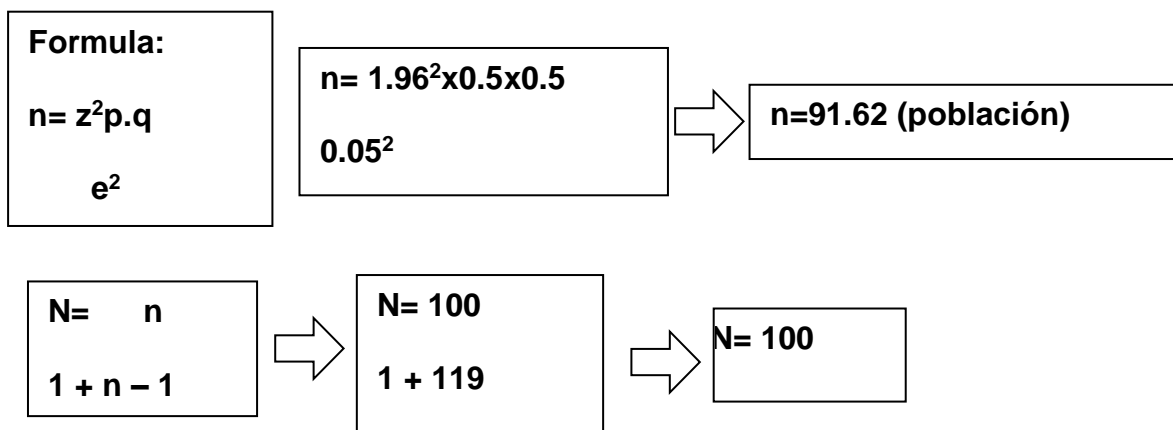 Formula:
n= z²p.q
e²
n= 1.96²x0.5x0.5
0.05²
n=91.62 (población)
N= n
1 + n – 1
N= 100
1 + 119
N= 100